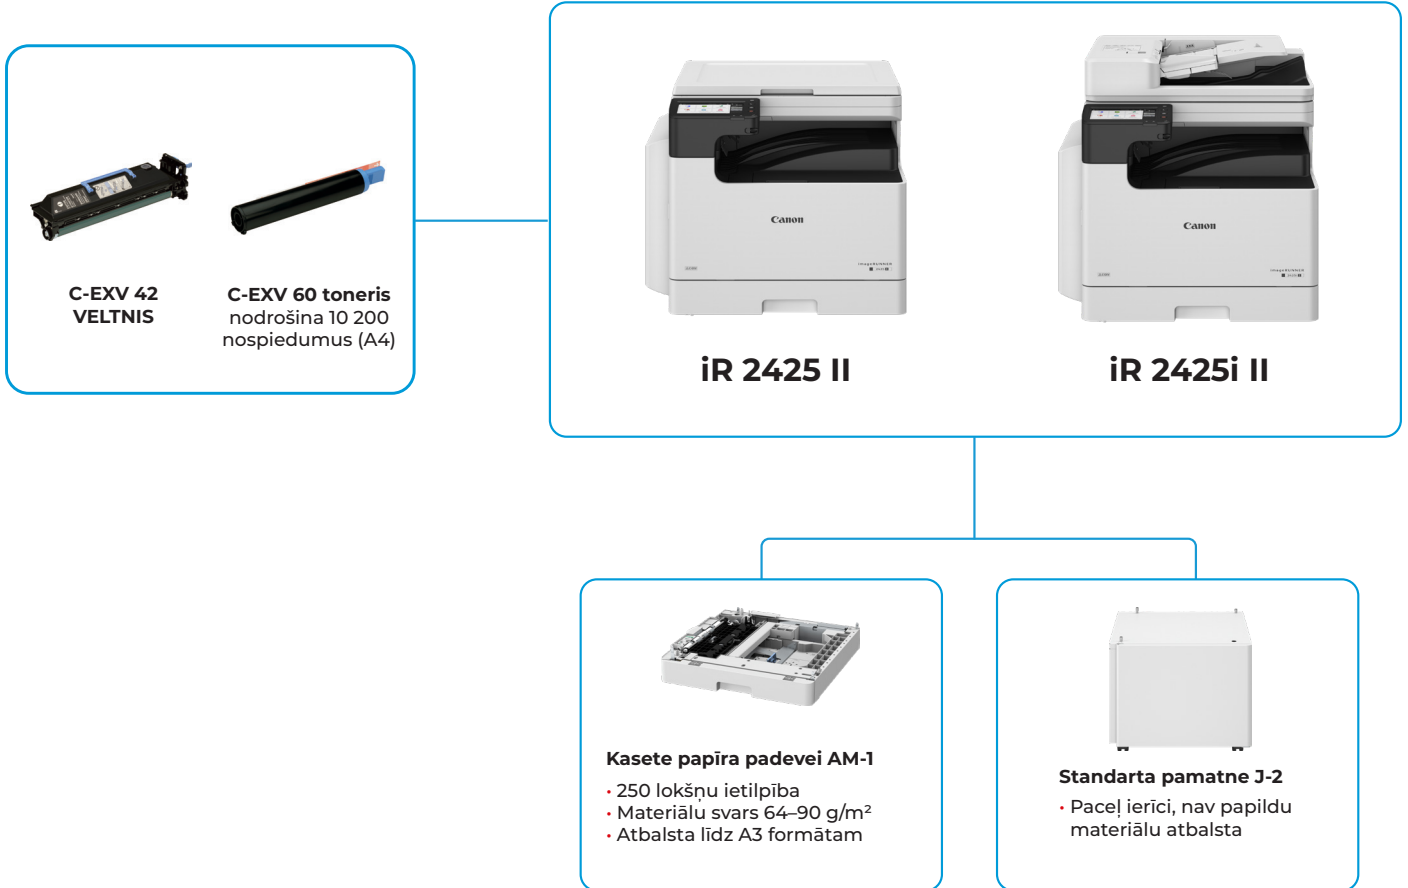 C-EXV 42
VELTNIS
C-EXV 60 toneris
nodrošina 10 200
nospiedumus (A4)
Canon
imageRUNNER
Canon
imageRUNNER
iR 2425 II
iR 2425i II
Kasete papīra padevei AM-1
• 250 lokšņu ietilpība
• Materiālu svars 64–90 g/m²
• Atbalsta līdz A3 formātam
Standarta pamatne J-2
• Paceļ ierīci, nav papildu
materiālu atbalsta